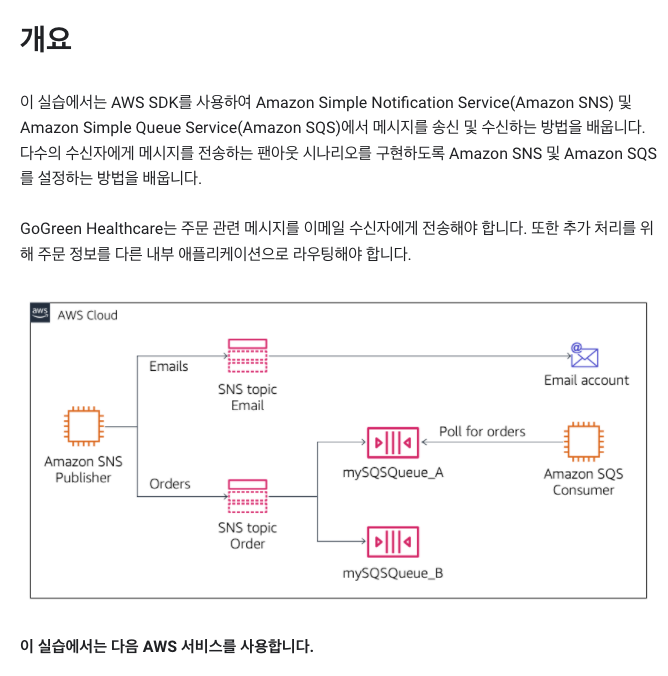 개요
이 실습에서는 AWS SDK를 사용하여 Amazon Simple Notification Service(Amazon SNS) 및
Amazon Simple Queue Service(Amazon SQS)에서 메시지를 송신 및 수신하는 방법을 배웁니다.
다수의 수신자에게 메시지를 전송하는 팬아웃 시나리오를 구현하도록 Amazon SNS 및 Amazon SQS
를 설정하는 방법을 배웁니다.
GoGreen Healthcare는 주문 관련 메시지를 이메일 수신자에게 전송해야 합니다. 또한 추가 처리를 위
해 주문 정보를 다른 내부 애플리케이션으로 라우팅해야 합니다.
aws
AWS Cloud
Emails
SNS topic
Email
@
Email account
Amazon SNS
Publisher
Poll for orders
mySQSQueue_A
Amazon SQS
Consumer
Orders
SNS topic
Order
mySQSQueue_B
이 실습에서는 다음 AWS 서비스를 사용합니다.